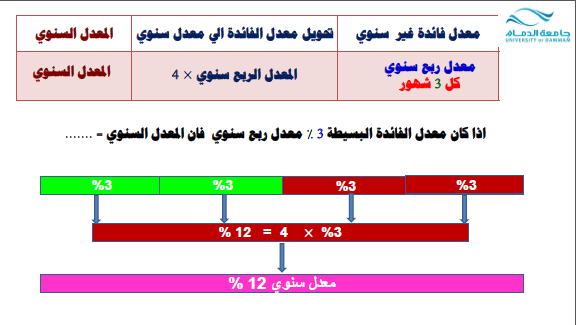 جامعة الدمام
UNIVERSITY OF DAMMAM
معدل فائدة غير سنوي
تحويل معدل الفائدة الي معدل سنوي
المعدل السنوي
معدل ربع سنوي
كل 3 شهور
المعدل الربع سنوي × 4
المعدل السنوي
اذا كان معدل الفائدة البسيطة 3 ٪ معدل ربع سنوي فان المعدل السنوي = .......
%3 %3 %3 %3
% 12 = 4 × %3
معدل سنوي 12 %